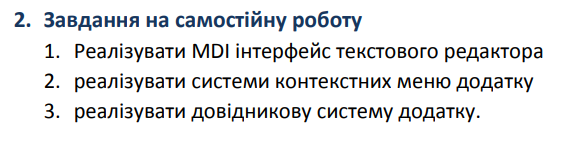 2. Завдання на самостійну роботу
1. Реалізувати MDI інтерфейс текстового редактора
2. реалізувати системи контекстних меню додатку
3. реалізувати довідникову систему додатку.